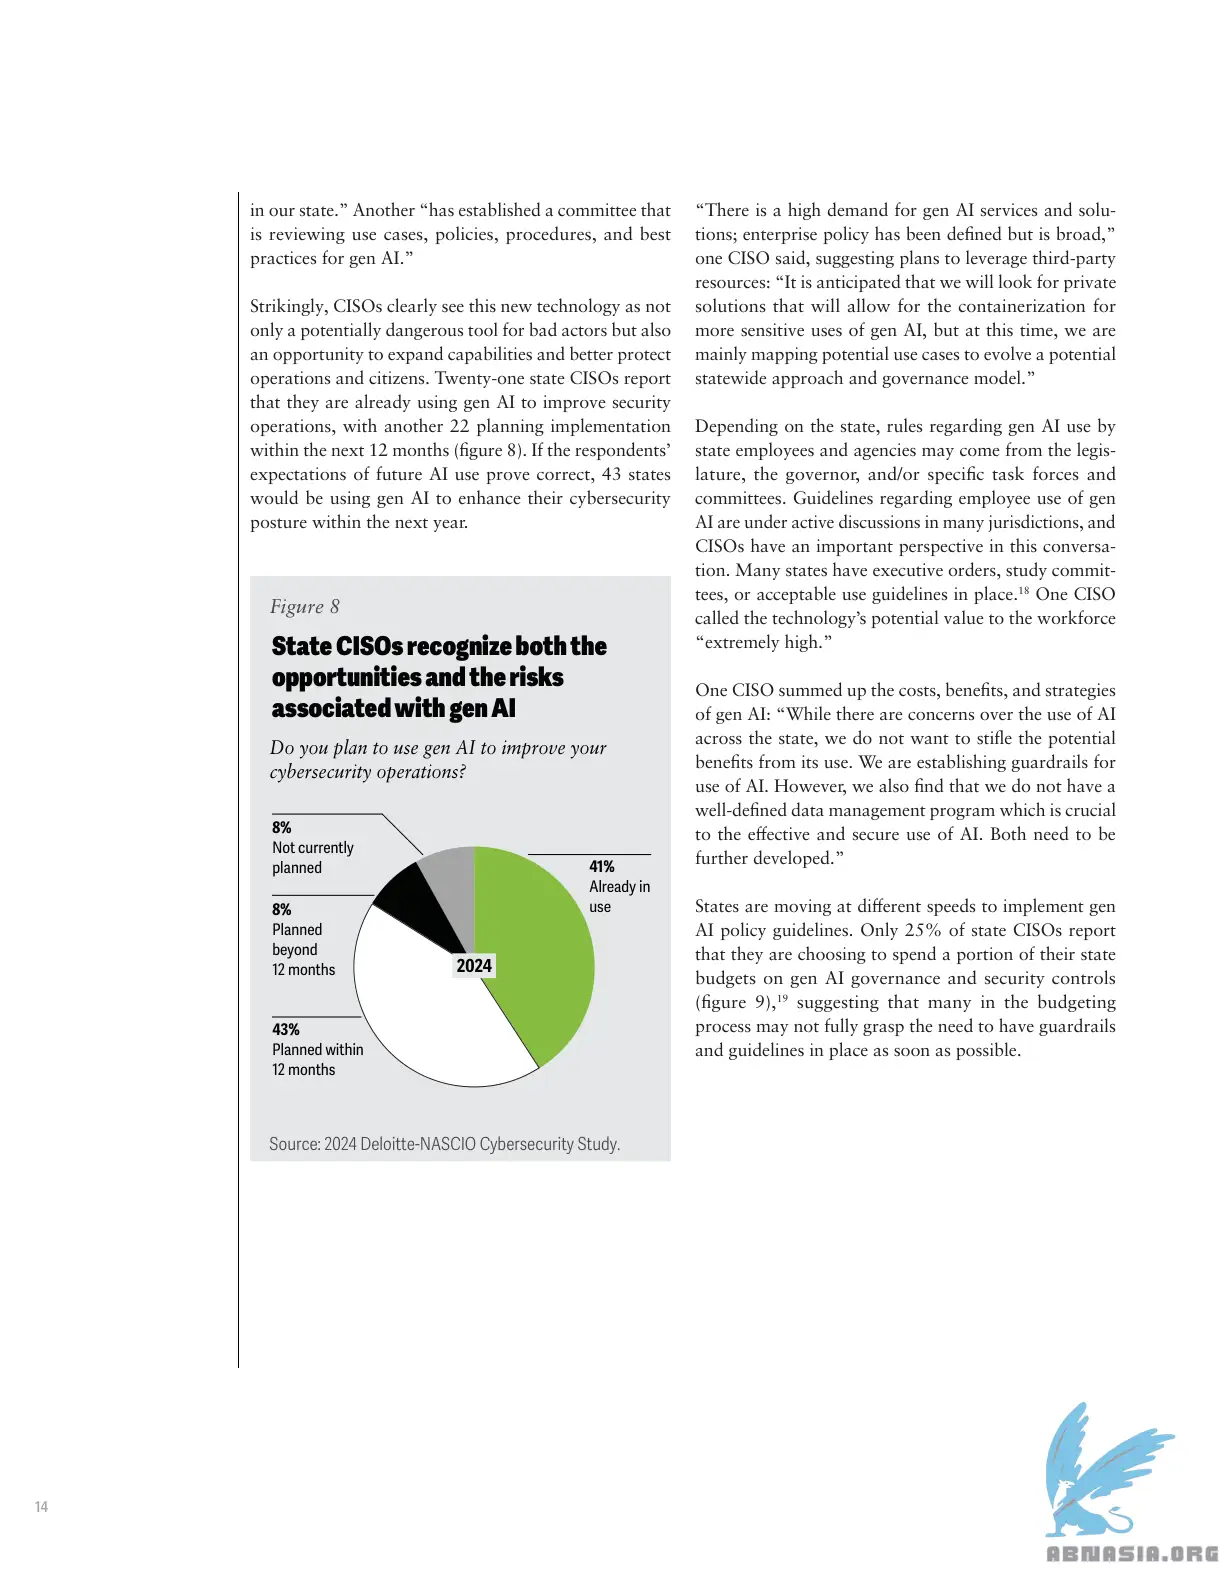 in our state.” Another “has established a committee that
is reviewing use cases, policies, procedures, and best
practices for gen AI.”
Strikingly, CISOs clearly see this new technology as not
only a potentially dangerous tool for bad actors but also
an opportunity to expand capabilities and better protect
operations and citizens. Twenty-one state CISOs report
that they are already using gen AI to improve security
operations, with another 22 planning implementation
within the next 12 months (figure 8). If the respondents’
expectations of future AI use prove correct, 43 states
would be using gen AI to enhance their cybersecurity
posture within the next year.
Figure 8
State CISOs recognize both the
opportunities and the risks
associated with gen AI
Do you plan to use gen AI to improve your
cybersecurity operations?
8%
Not currently
planned
8%
Planned
beyond
12 months
43%
Planned within
12 months
2024
41%
Already in
use
Source: 2024 Deloitte-NASCIO Cybersecurity Study.
“There is a high demand for gen AI services and solu-
tions; enterprise policy has been defined but is broad,”
one CISO said, suggesting plans to leverage third-party
resources: “It is anticipated that we will look for private
solutions that will allow for the containerization for
more sensitive uses of gen AI, but at this time, we are
mainly mapping potential use cases to evolve a potential
statewide approach and governance model.”
Depending on the state, rules regarding gen AI use by
state employees and agencies may come from the legis-
lature, the governor, and/or specific task forces and
committees. Guidelines regarding employee use of gen
AI are under active discussions in many jurisdictions, and
CISOs have an important perspective in this conversa-
tion. Many states have executive orders, study commit-
tees, or acceptable use guidelines in place.18 One CISO
called the technology’s potential value to the workforce
“extremely high.”
One CISO summed up the costs, benefits, and strategies
of gen AI: “While there are concerns over the use of AI
across the state, we do not want to stifle the potential
benefits from its use. We are establishing guardrails for
use of AI. However, we also find that we do not have a
well-defined data management program which is crucial
to the effective and secure use of AI. Both need to be
further developed.”
States are moving at different speeds to implement gen
AI policy guidelines. Only 25% of state CISOs report
that they are choosing to spend a portion of their state
budgets on gen AI governance and security controls
(figure 9),19 suggesting that many in the budgeting
process may not fully grasp the need to have guardrails
and guidelines in place as soon as possible.
14
ABNASIA.ORG